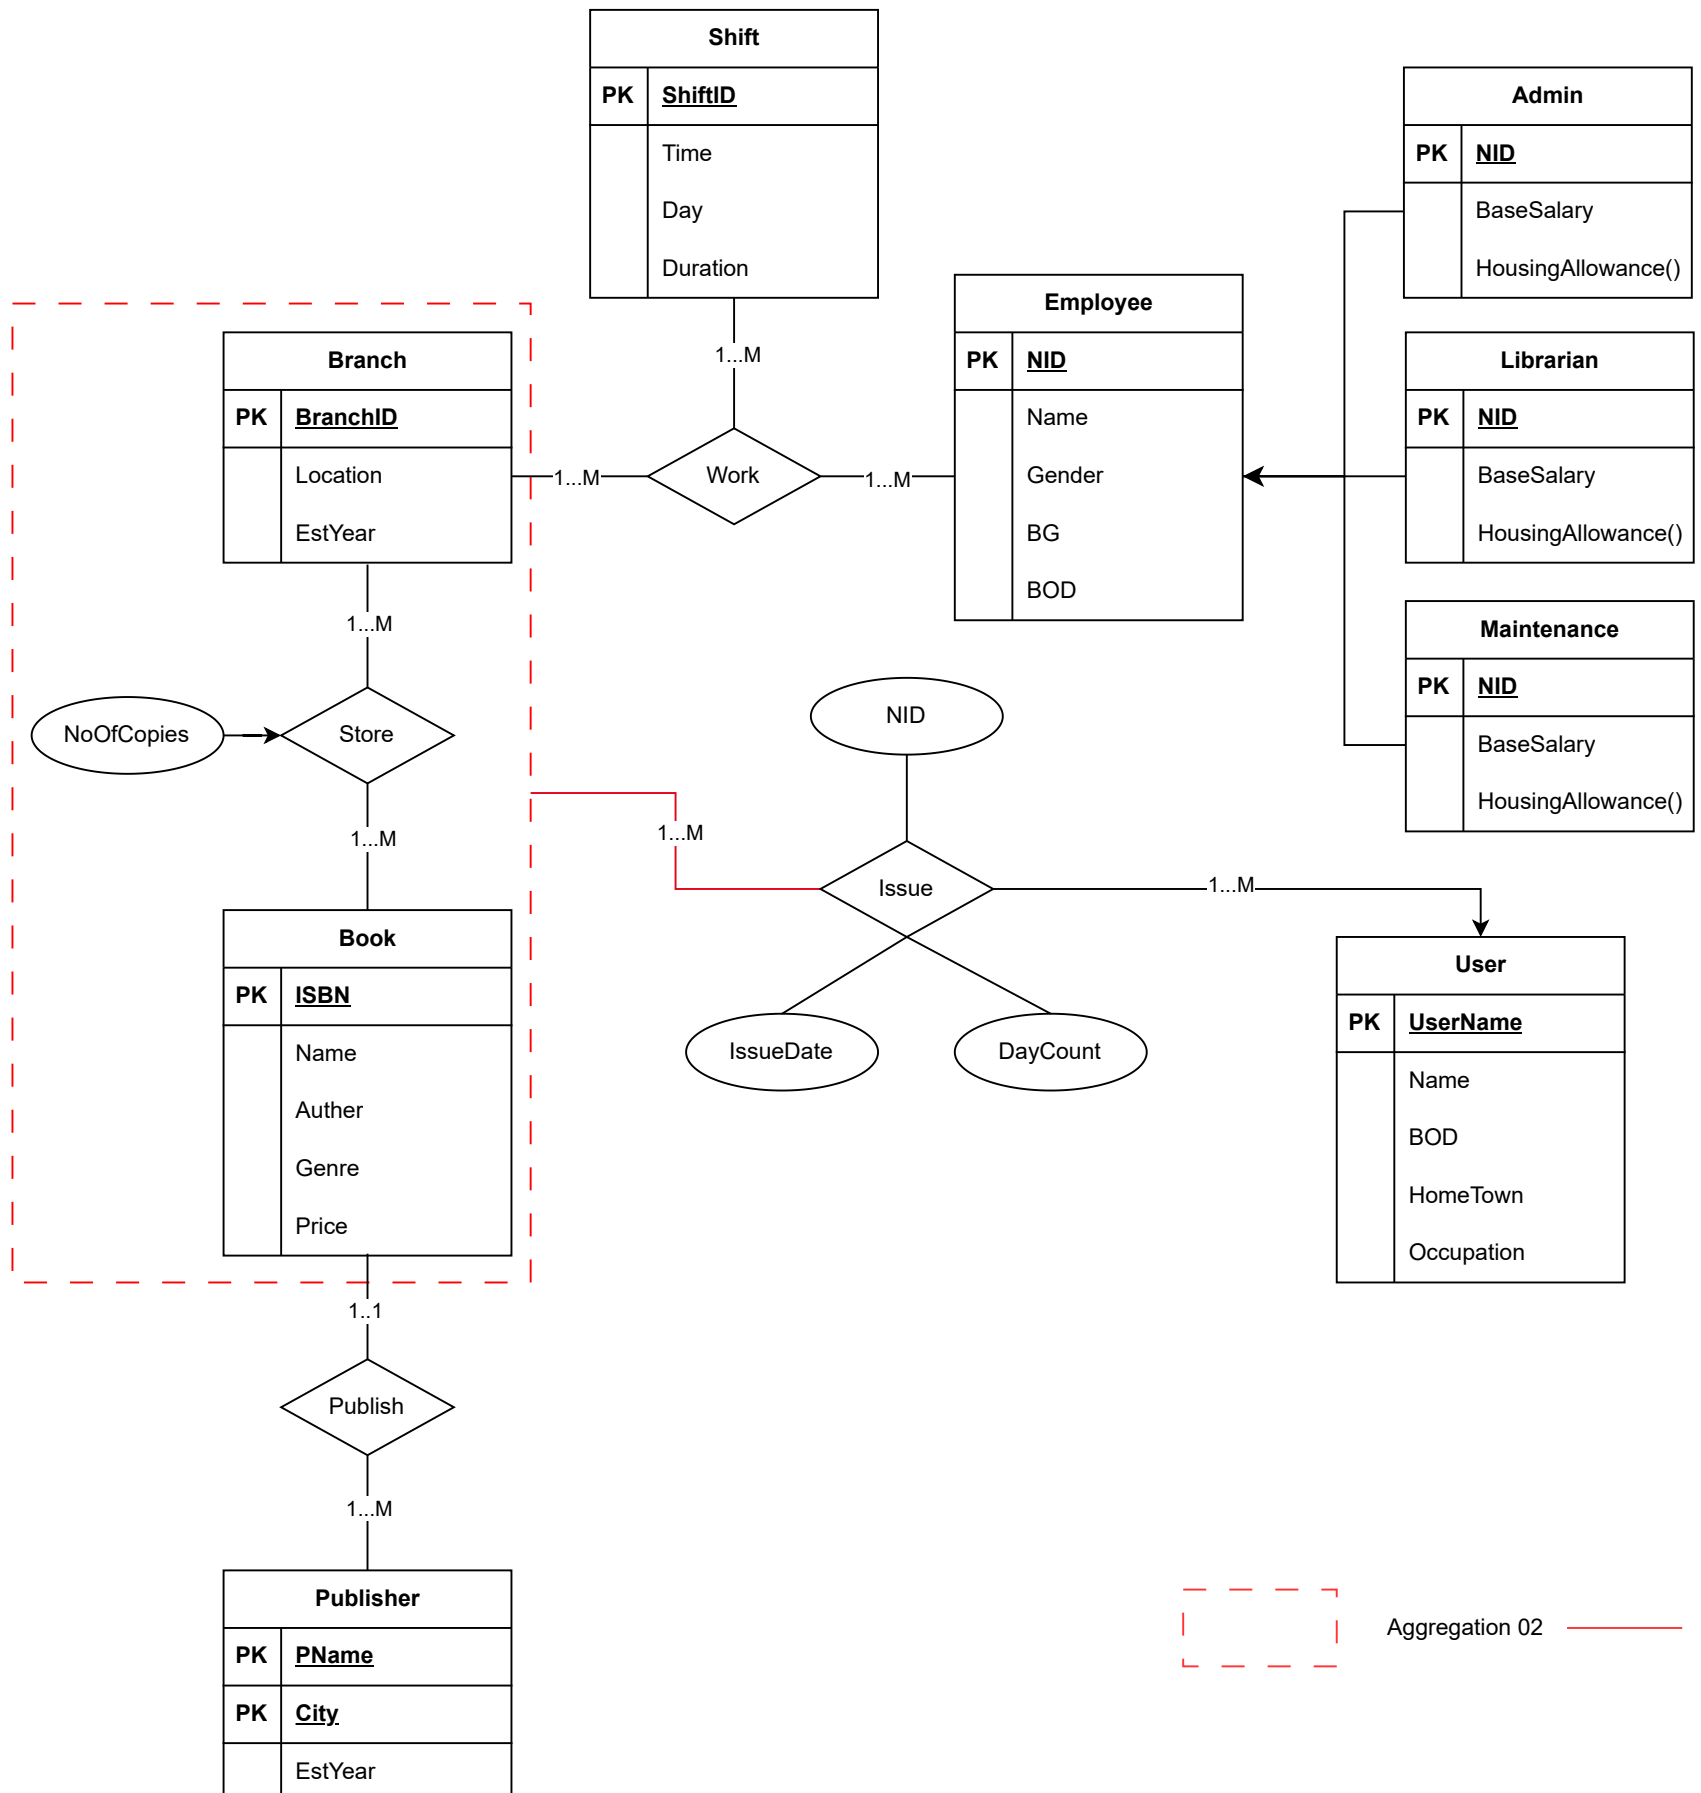 Shift
PK ShiftID
Time
Day
Duration
Admin
PK NID
BaseSalary
HousingAllowance()
Employee
PK NID
Name
Gender
BG
BOD
Librarian
PK NID
BaseSalary
HousingAllowance()
Maintenance
PK NID
BaseSalary
HousingAllowance()
1...M
1...M
Work
1...M
Branch
PK BranchID
Location
EstYear
1...M
NoOfCopies
Store
1...M
Book
PK ISBN
Name
Auther
Genre
Price
NID
1...M
Issue
1...M
IssueDate
DayCount
User
PK UserName
Name
BOD
HomeTown
Occupation
1..1
Publish
1...M
Publisher
PK PName
PK City
EstYear
Aggregation 02